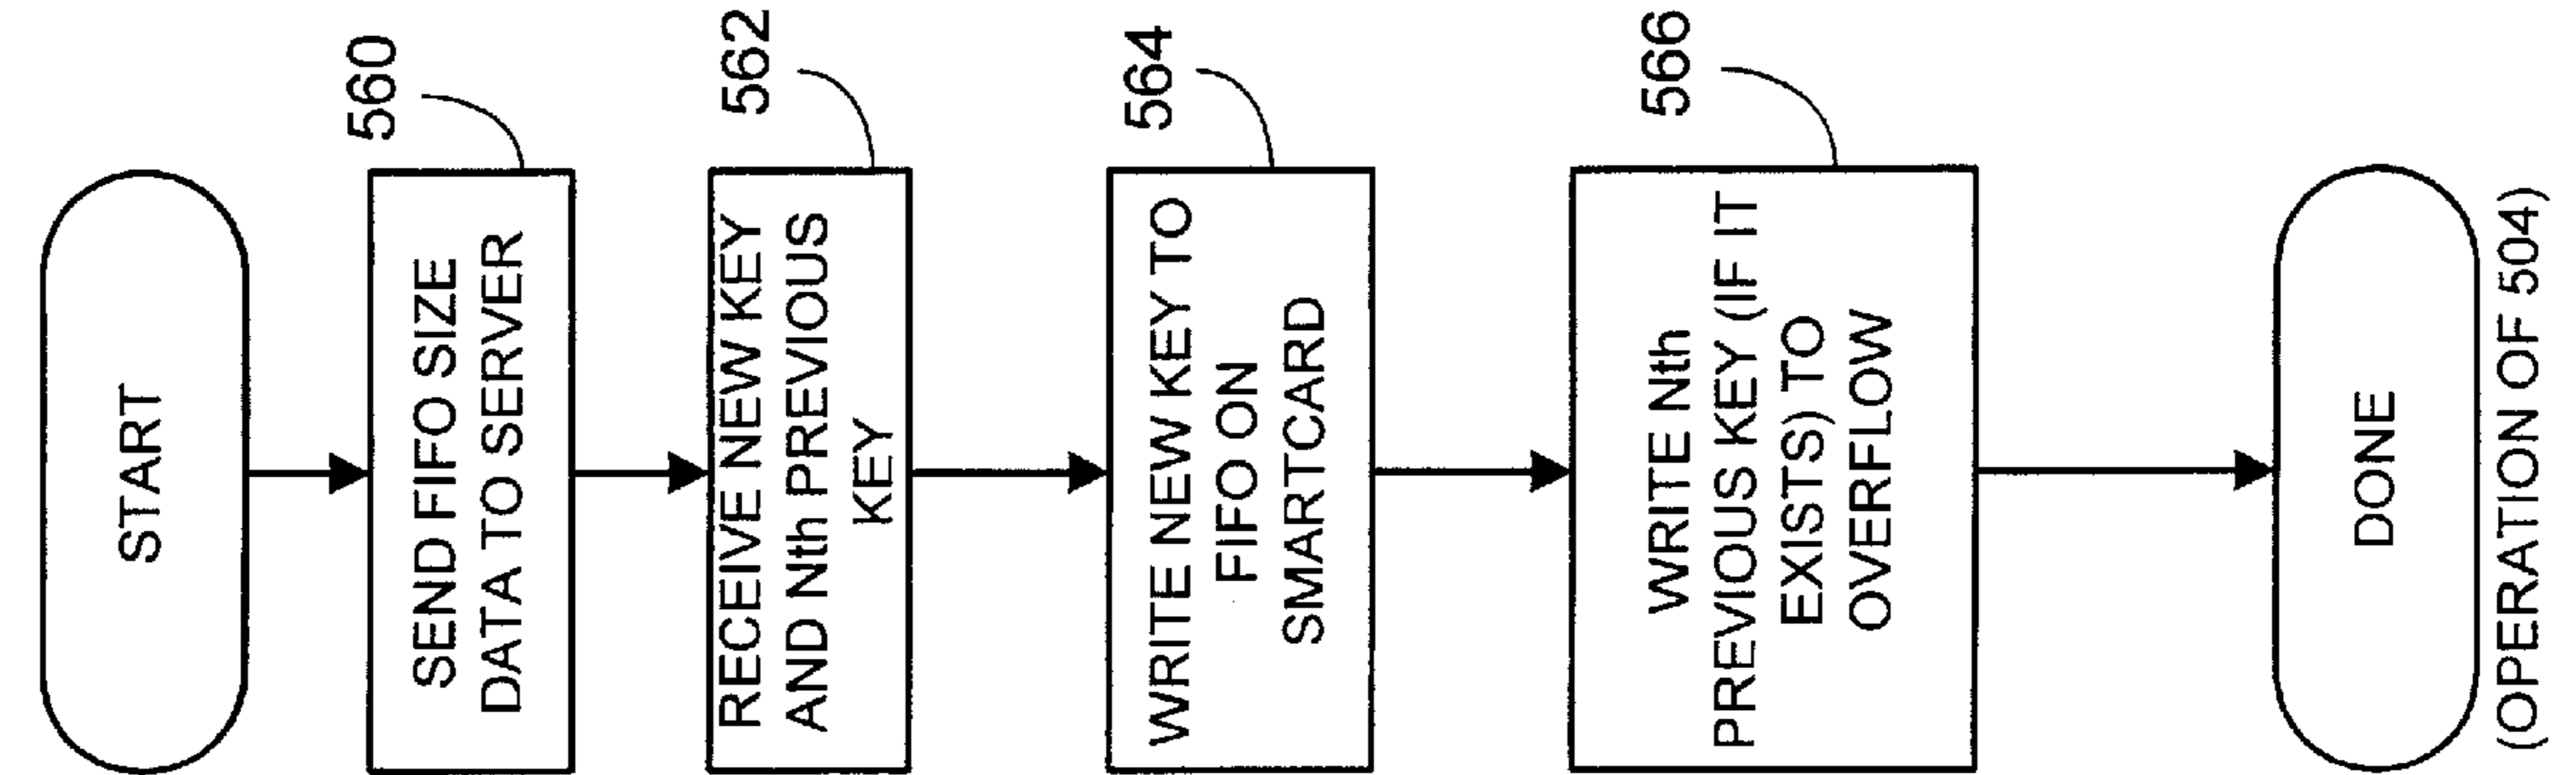 START
560
SEND FIFO SIZE
DATA TO SERVER
562
RECEIVE NEW KEY
AND Nth PREVIOUS
KEY
564
WRITE NEW KEY TO
FIFO ON
SMARTCARD
566
WRITE Nth
PREVIOUS KEY (IF IT
EXISTS) TO
OVERFLOW
DONE
(OPERATION OF 504)